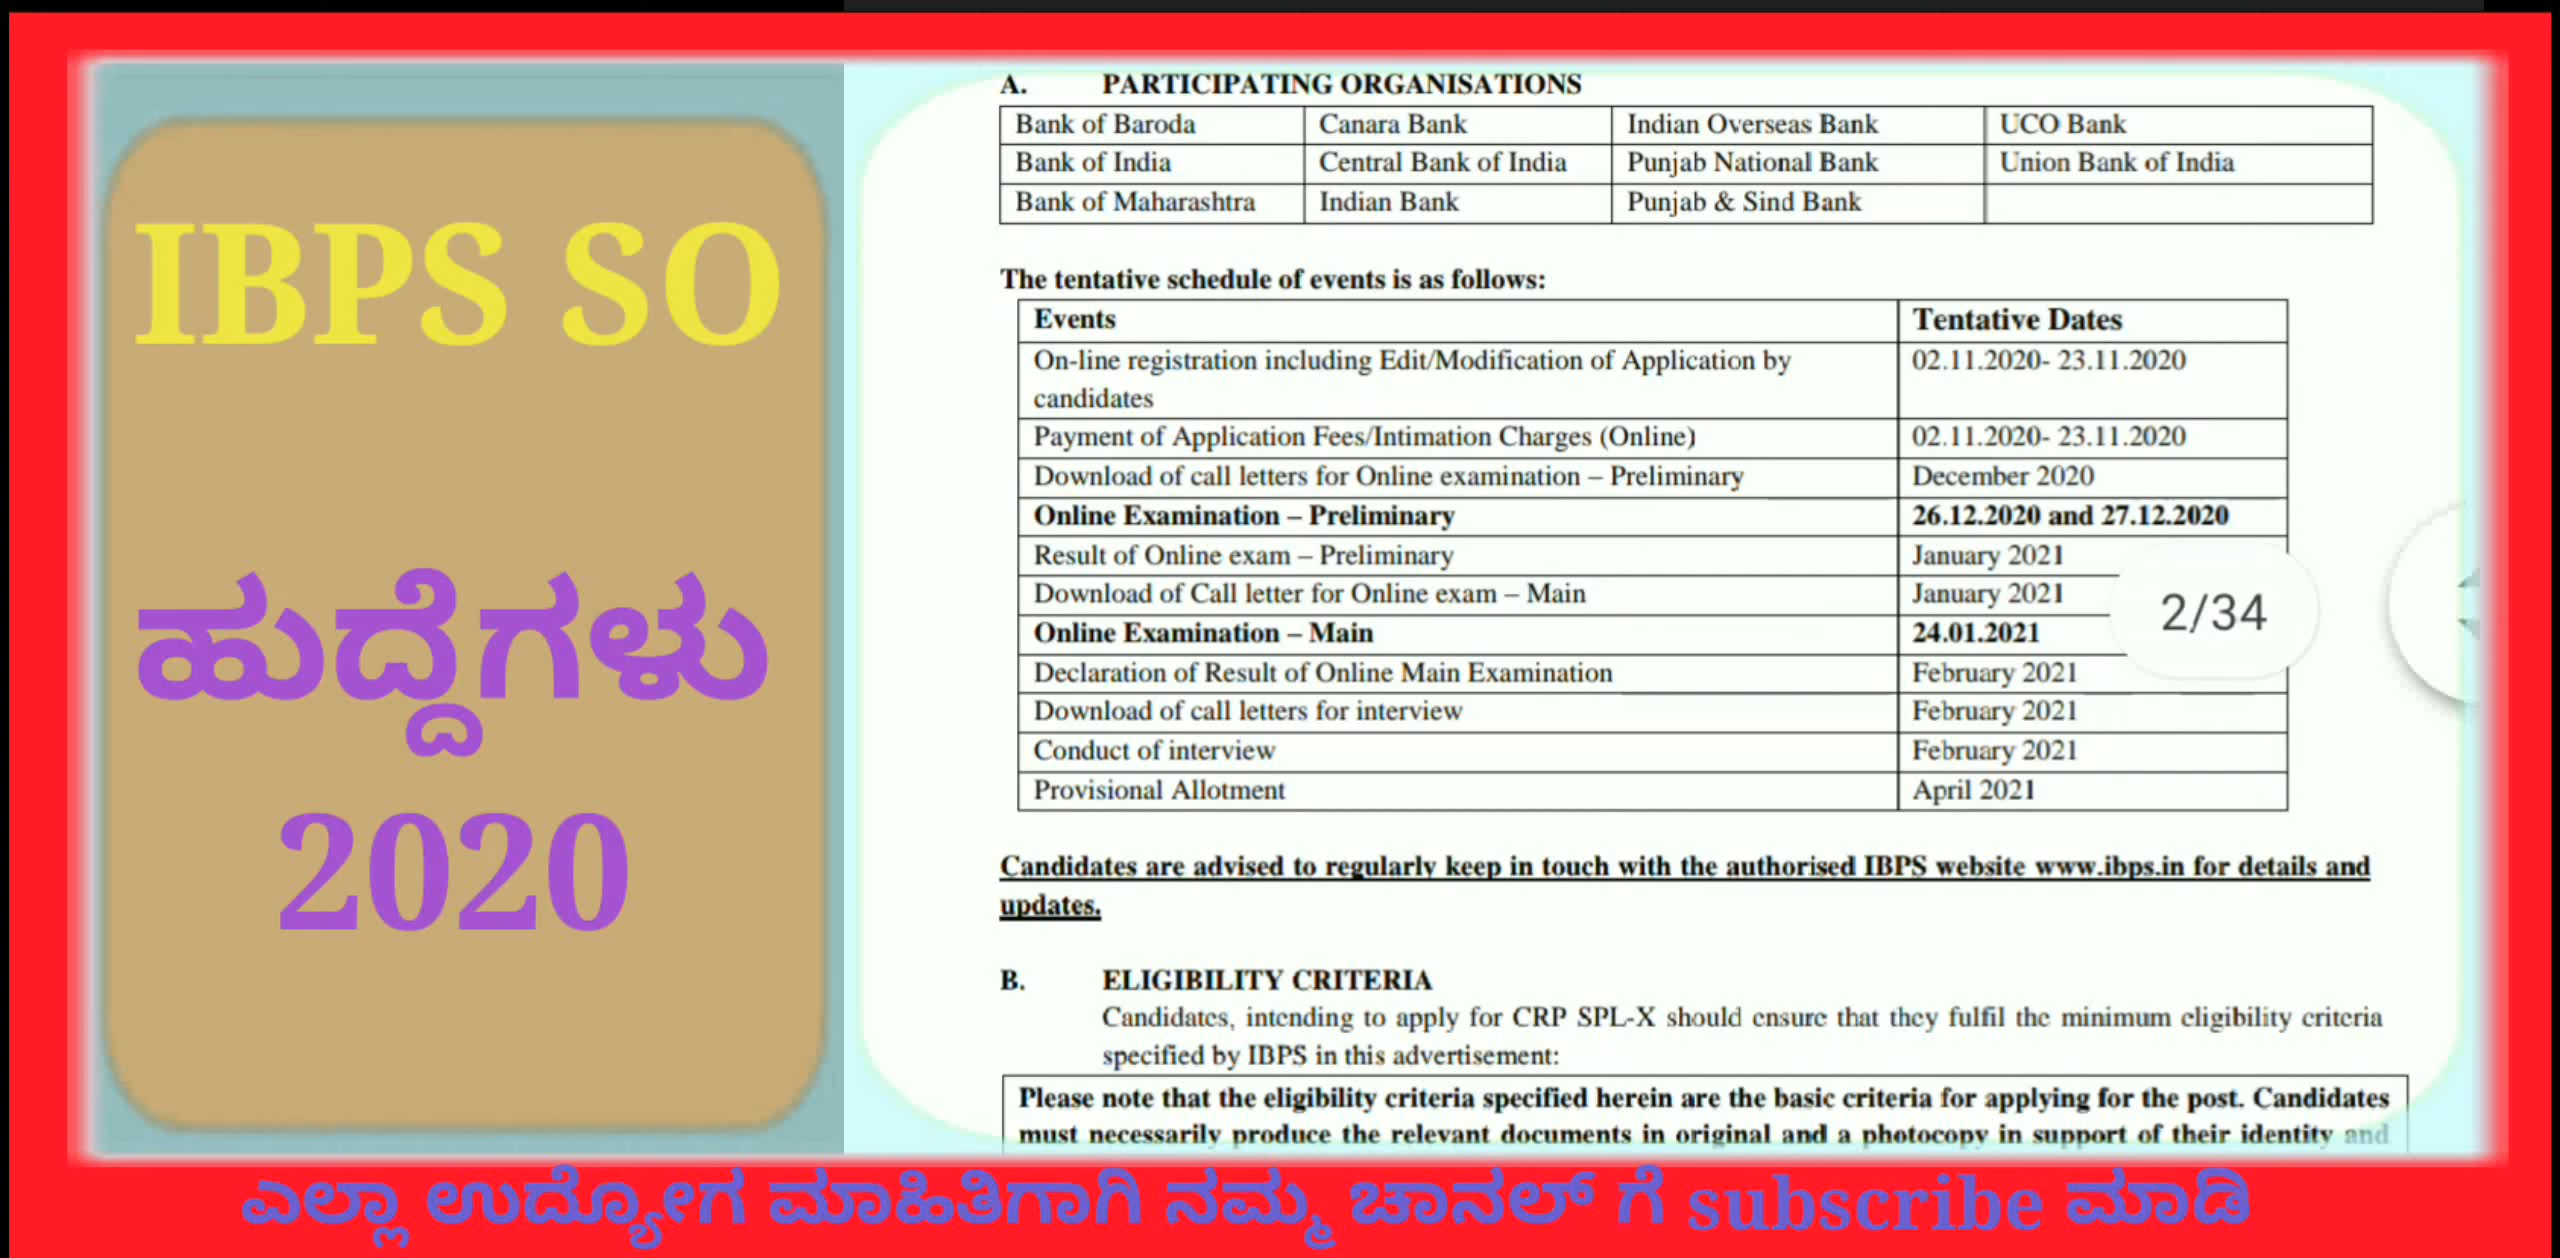 IBPS SO
ಹುದ್ದೆಗಳು
2020
A. PARTICIPATING ORGANISATIONS
Bank of Baroda Canara Bank Indian Overseas Bank UCO Bank
Bank of India Central Bank of India Punjab National Bank Union Bank of India
Bank of Maharashtra Indian Bank Punjab & Sind Bank
The tentative schedule of events is as follows:
Events Tentative Dates
On-line registration including Edit/Modification of Application by 02.11.2020- 23.11.2020
candidates
Payment of Application Fees/Intimation Charges (Online) 02.11.2020- 23.11.2020
Download of call letters for Online examination – Preliminary December 2020
Online Examination – Preliminary 26.12.2020 and 27.12.2020
Result of Online exam – Preliminary January 2021
Download of Call letter for Online exam – Main January 2021
2/34
Online Examination – Main 24.01.2021
Declaration of Result of Online Main Examination February 2021
Download of call letters for interview February 2021
Conduct of interview February 2021
Provisional Allotment April 2021
Candidates are advised to regularly keep in touch with the authorised IBPS website www.ibps.in for details and
updates.
B. ELIGIBILITY CRITERIA
Candidates, intending to apply for CRP SPL-X should ensure that they fulfil the minimum eligibility criteria
specified by IBPS in this advertisement:
Please note that the eligibility criteria specified herein are the basic criteria for applying for the post. Candidates
must necessarily produce the relevant documents in original and a photocopy in support of their identity and
ಎಲ್ಲಾ ಉದ್ಯೋಗ ಮಾಹಿತಿಗಾಗಿ ನಮ್ಮ ಚಾನಲ್ ಗೆ subscribe ಮಾಡಿ